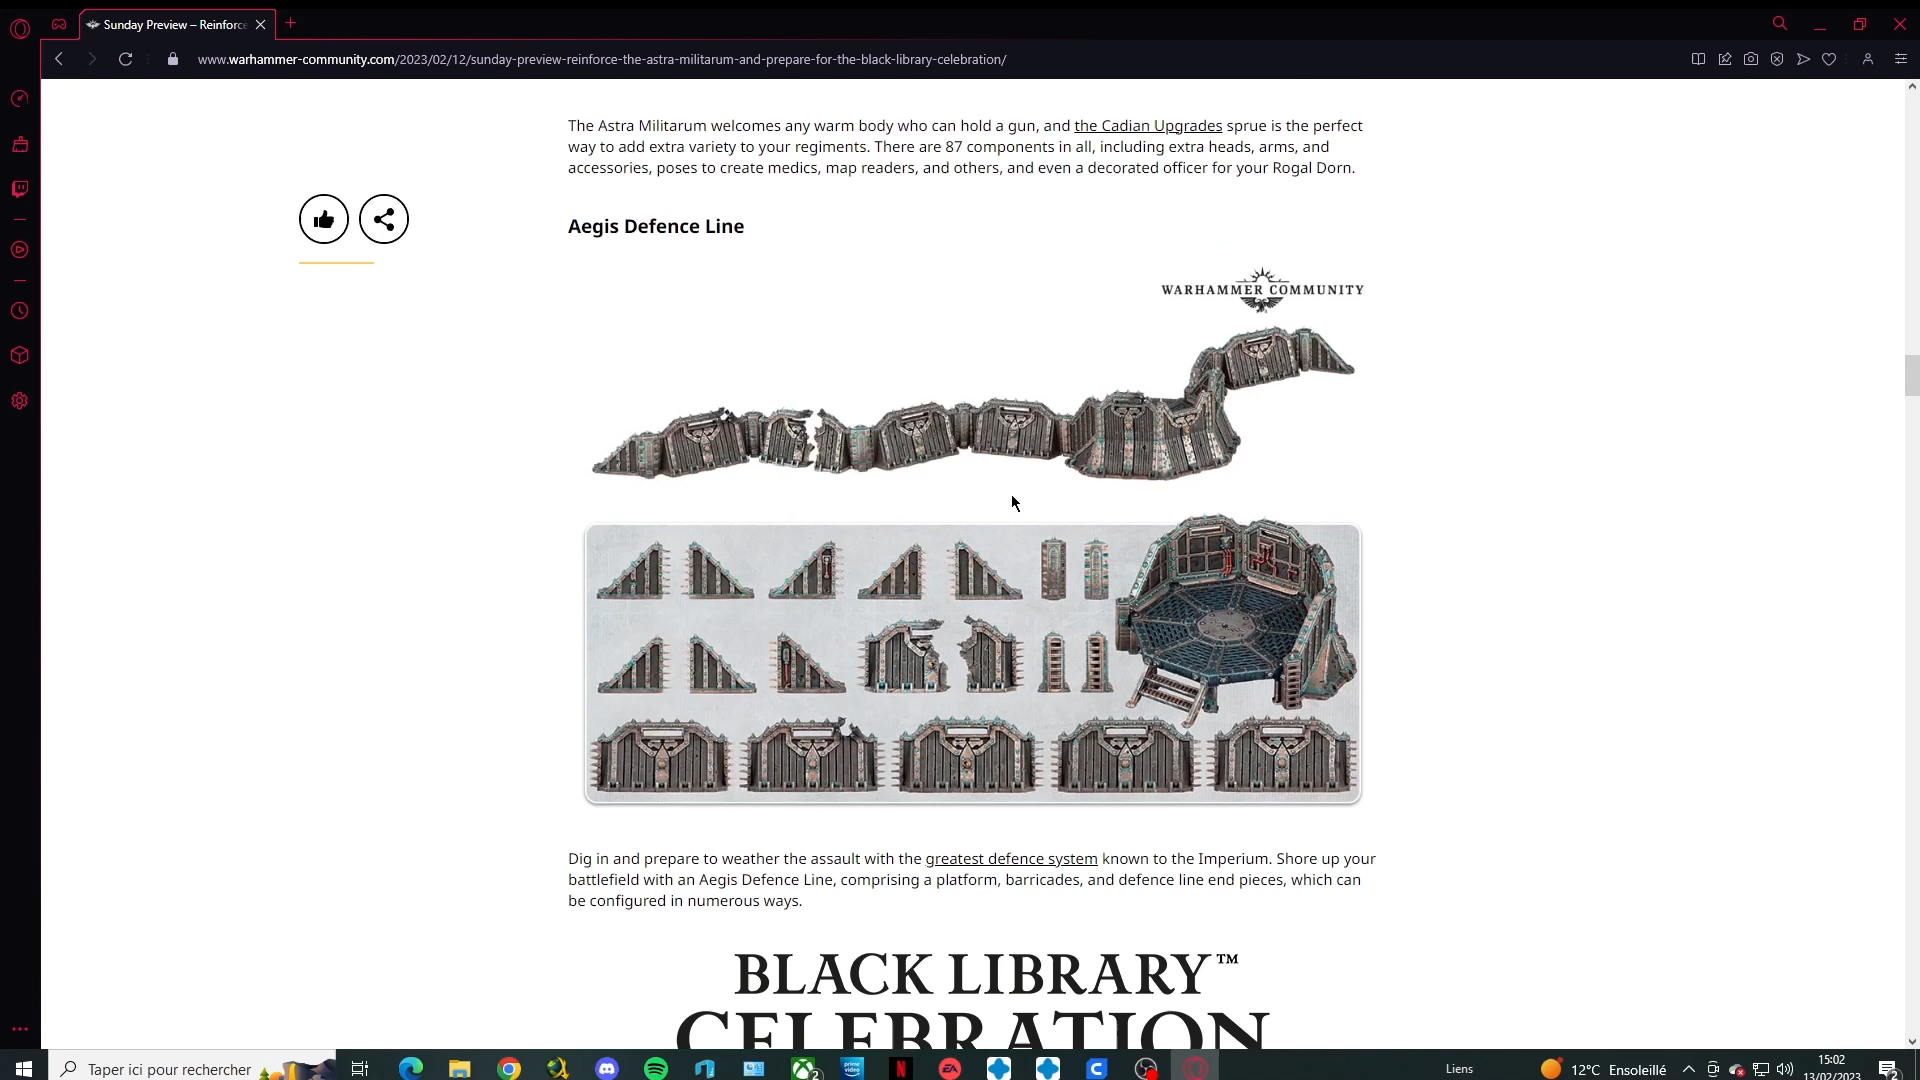 Sunday Preview – Reinforce
www.warhammer-community.com/2023/02/12/sunday-preview-reinforce-the-astra-militarum-and-prepare-for-the-black-library-celebration/
The Astra Militarum welcomes any warm body who can hold a gun, and the Cadian Upgrades sprue is the perfect
way to add extra variety to your regiments. There are 87 components in all, including extra heads, arms, and
accessories, poses to create medics, map readers, and others, and even a decorated officer for your Rogal Dorn.
Aegis Defence Line
WARHAMMER COMMUNITY
Dig in and prepare to weather the assault with the greatest defence system known to the Imperium. Shore up your
battlefield with an Aegis Defence Line, comprising a platform, barricades, and defence line end pieces, which can
be configured in numerous ways.
BLACK LIBRARY™
CELEBRATION
Taper ici pour rechercher
2
prime video
N
EA
C
Liens
12°C Ensoleillé
15:02
13/02/2023
2